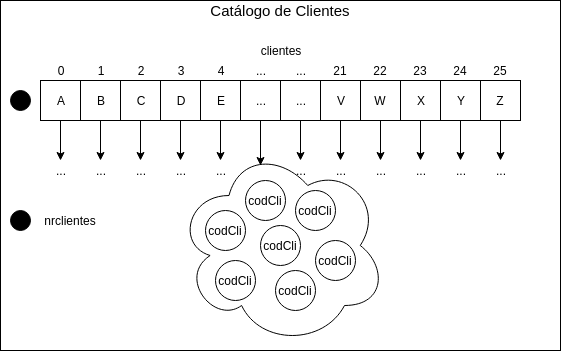 Catálogo de Clientes
clientes
0 1 2 3 4 ... ... 21 22 23 24 25
A B C D E ... ... V W X Y Z
... ... ... ... ... ... ... ... ... ... ...
codCli
codCli
nrclientes
codCli
codCli
codCli
codCli
codCli